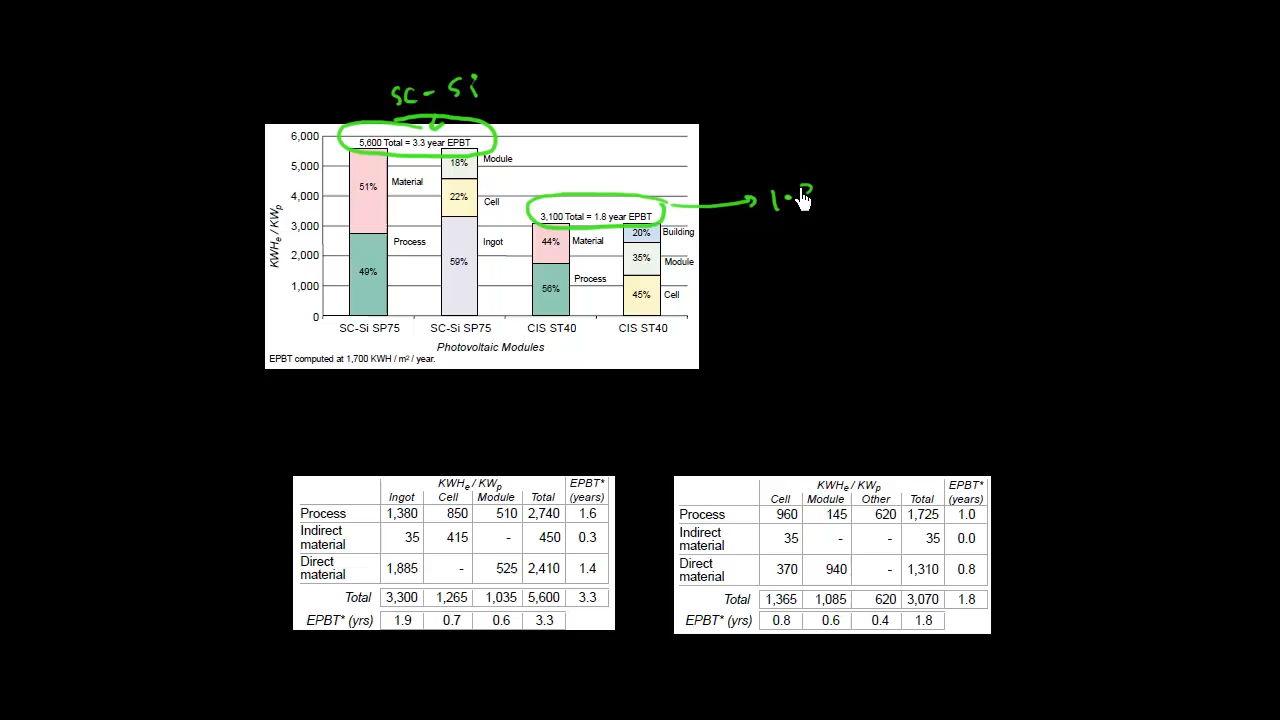 SC - Si
6,000
5,600 Total = 3.3 year EPBT
18%
Module
5,000
51%
Material
22%
Cell
4,000
1.8
3,100 Total = 1.8 year EPBT
3,000
20%
Building
Process
Ingot
44%
Material
KWHe / KWp
2,000
49%
59%
35%
Module
Process
1,000
56%
45%
Cell
0
SC-Si SP75
SC-Si SP75
CIS ST40
CIS ST40
Photovoltaic Modules
EPBT computed at 1,700 KWH / m² / year.
KWHe / KWp EPBT*
Ingot Cell Module Total (years)
Process 1,380 850 510 2,740 1.6
Indirect
material 35 415 - 450 0.3
Direct
material 1,885 - 525 2,410 1.4
Total 3,300 1,265 1,035 5,600 3.3
EPBT* (yrs) 1.9 0.7 0.6 3.3
KWHe / KWp EPBT*
Cell Module Other Total (years)
Process 960 145 620 1,725 1.0
Indirect
material 35 - - 35 0.0
Direct
material 370 940 - 1,310 0.8
Total 1,365 1,085 620 3,070 1.8
EPBT* (yrs) 0.8 0.6 0.4 1.8